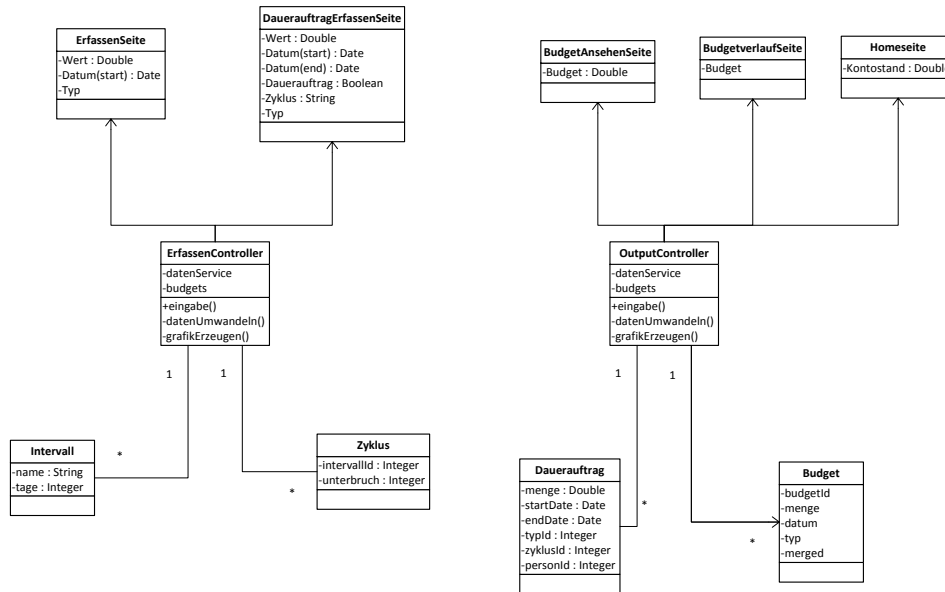 ErfassenSeite
-Wert : Double
-Datum(start) : Date
-Typ
DauerauftragErfassenSeite
-Wert : Double
-Datum(start) : Date
-Datum(end) : Date
-Dauerauftrag : Boolean
-Zyklus : String
-Typ
BudgetAnsehenSeite
-Budget : Double
BudgetverlaufSeite
-Budget
Homeseite
-Kontostand : Double
ErfassenController
-datenService
-budgets
+eingabe()
-datenUmwandeln()
-grafikErzeugen()
OutputController
-datenService
-budgets
+eingabe()
-datenUmwandeln()
-grafikErzeugen()
1
1
1
1
Intervall
-name : String
-tage : Integer
*
Zyklus
-intervallId : Integer
-unterbruch : Integer
*
Dauerauftrag
-menge : Double
-startDate : Date
-endDate : Date
-typId : Integer
-zyklusId : Integer
-personId : Integer
*
Budget
-budgetId
-menge
-datum
-typ
-merged
*